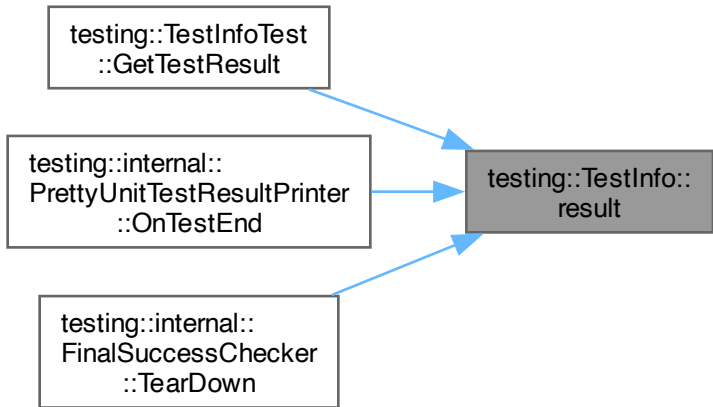 testing::TestInfoTest
::GetTestResult
testing::internal::
PrettyUnitTestResultPrinter
::OnTestEnd
testing::TestInfo::
result
testing::internal::
FinalSuccessChecker
::TearDown